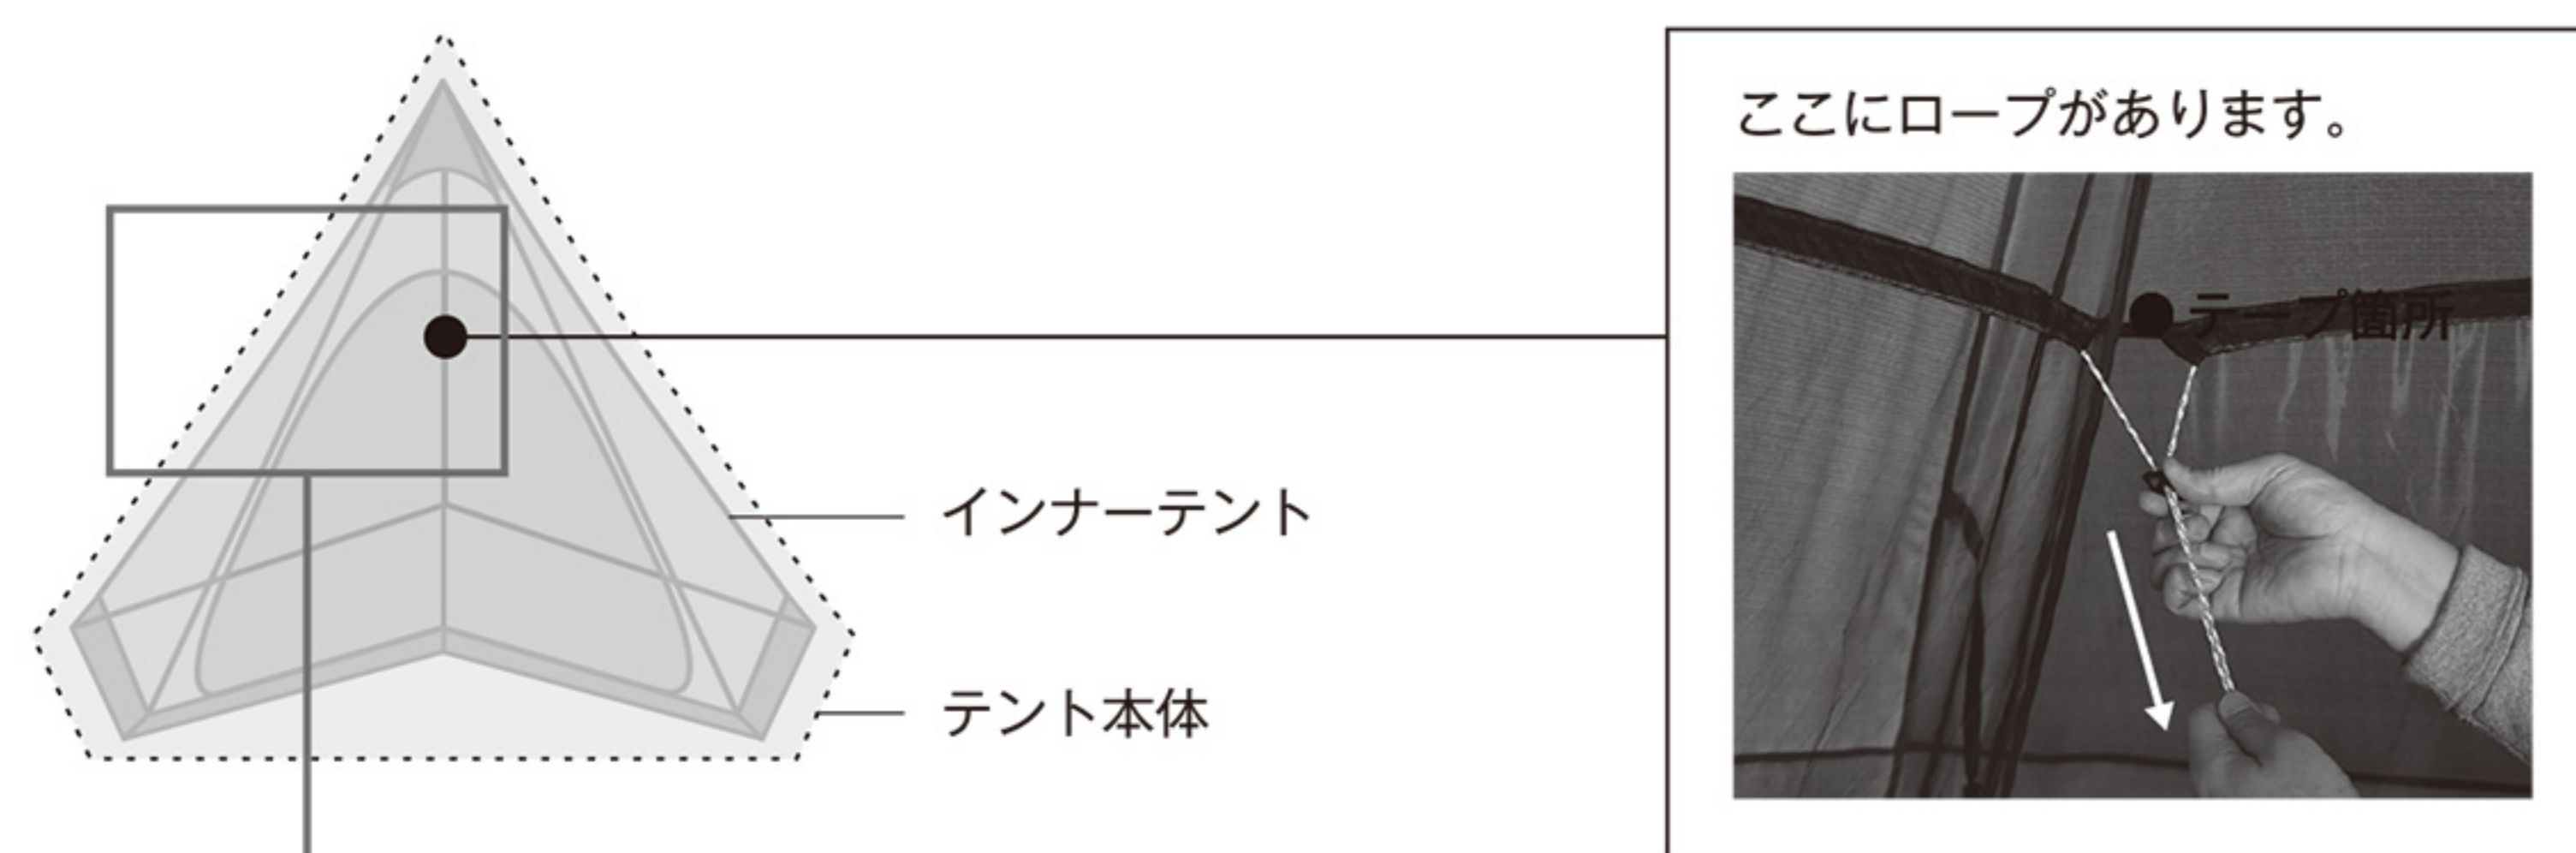 ここにロープがあります。
●テープ箇所
インナーテント
テント本体